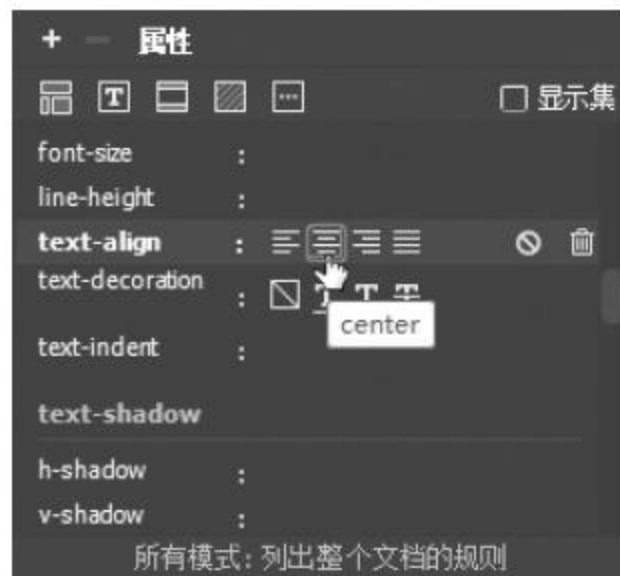 + − 属性
T 显示集
font-size :
line-height :
text-align :
text-decoration : T T T
center
text-indent :
text-shadow
h-shadow :
v-shadow :
所有模式: 列出整个文档的规则